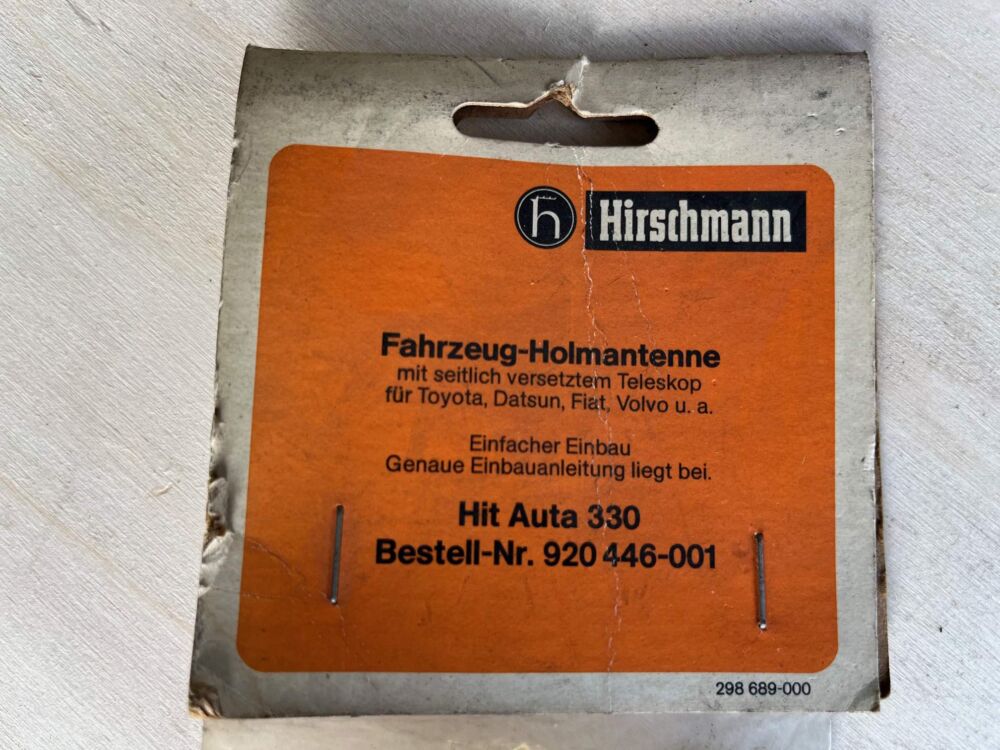 h Hirschmann
Fahrzeug-Holmantenne
mit seitlich versetztem Teleskop
für Toyota, Datsun, Fiat, Volvo u. a.
Einfacher Einbau
Genaue Einbauanleitung liegt bei.
Hit Auta 330
Bestell-Nr. 920 446-001
298 689-000